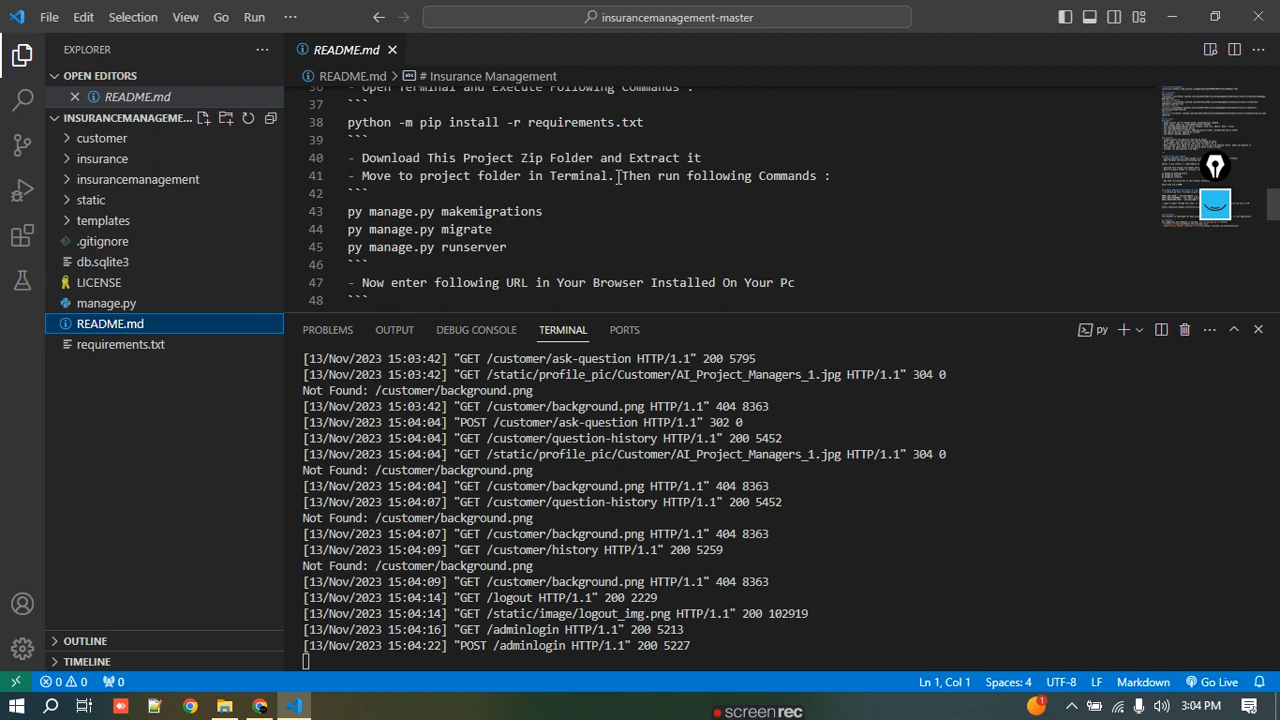 File Edit Selection View Go Run ···
insurancemanagement-master
EXPLORER
OPEN EDITORS
README.md
INSURANCEMANAGEME...
customer
insurance
insurancemanagement
static
templates
.gitignore
db.sqlite3
LICENSE
manage.py
README.md
requirements.txt
OUTLINE
TIMELINE
README.md
README.md > # Insurance Management
36 - Open Terminal and Execute Following Commands :
37 ```
38 python -m pip install -r requirements.txt
39 ```
40 - Download This Project Zip Folder and Extract it
41 - Move to project folder in Terminal. Then run following Commands :
42 ```
43 py manage.py makemigrations
44 py manage.py migrate
45 py manage.py runserver
46 ```
47 - Now enter following URL in Your Browser Installed On Your Pc
48 ```
PROBLEMS OUTPUT DEBUG CONSOLE TERMINAL PORTS
py
[13/Nov/2023 15:03:42] "GET /customer/ask-question HTTP/1.1" 200 5795
[13/Nov/2023 15:03:42] "GET /static/profile_pic/Customer/AI_Project_Managers_1.jpg HTTP/1.1" 304 0
Not Found: /customer/background.png
[13/Nov/2023 15:03:42] "GET /customer/background.png HTTP/1.1" 404 8363
[13/Nov/2023 15:04:04] "POST /customer/ask-question HTTP/1.1" 302 0
[13/Nov/2023 15:04:04] "GET /customer/question-history HTTP/1.1" 200 5452
[13/Nov/2023 15:04:04] "GET /static/profile_pic/Customer/AI_Project_Managers_1.jpg HTTP/1.1" 304 0
Not Found: /customer/background.png
[13/Nov/2023 15:04:04] "GET /customer/background.png HTTP/1.1" 404 8363
[13/Nov/2023 15:04:07] "GET /customer/question-history HTTP/1.1" 200 5452
Not Found: /customer/background.png
[13/Nov/2023 15:04:07] "GET /customer/background.png HTTP/1.1" 404 8363
[13/Nov/2023 15:04:09] "GET /customer/history HTTP/1.1" 200 5259
Not Found: /customer/background.png
[13/Nov/2023 15:04:09] "GET /customer/background.png HTTP/1.1" 404 8363
[13/Nov/2023 15:04:14] "GET /logout HTTP/1.1" 200 2229
[13/Nov/2023 15:04:14] "GET /static/image/logout_img.png HTTP/1.1" 200 102919
[13/Nov/2023 15:04:16] "GET /adminlogin HTTP/1.1" 200 5213
[13/Nov/2023 15:04:22] "POST /adminlogin HTTP/1.1" 200 5227
0 0 0 Ln 1, Col 1 Spaces: 4 UTF-8 LF Markdown Go Live
1 3:04 PM
screenrec